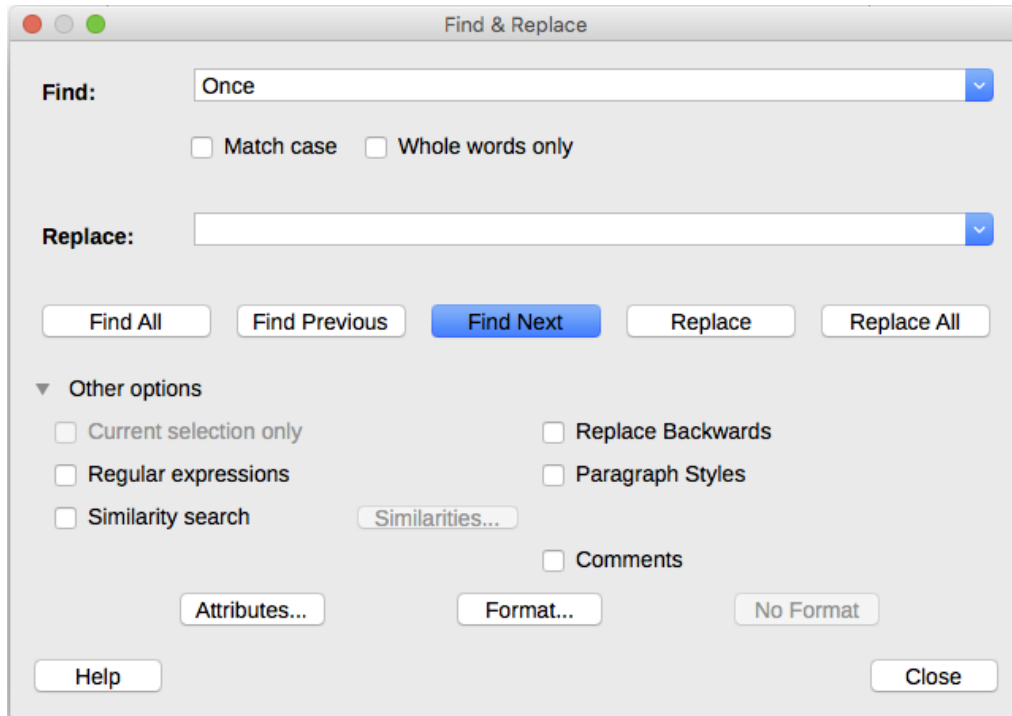 Find & Replace
Find: Once
Match case Whole words only
Replace:
Find All Find Previous Find Next Replace Replace All
Other options
Current selection only Replace Backwards
Regular expressions Paragraph Styles
Similarity search Similarities...
Comments
Attributes... Format... No Format
Help Close